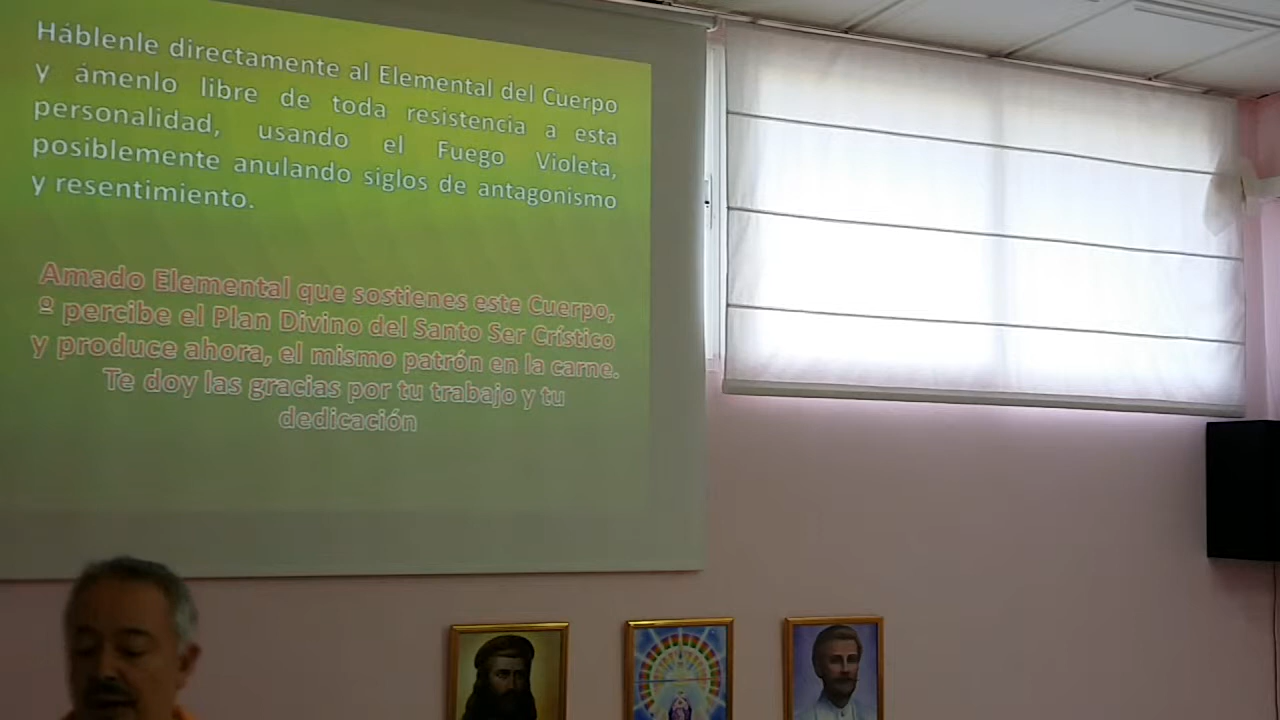 Háblenle directamente al Elemental del Cuerpo
y ámenlo libre de toda resistencia a esta
personalidad, usando el Fuego Violeta,
posiblemente anulando siglos de antagonismo
y resentimiento.
Amado Elemental que sostienes este Cuerpo,
º percibe el Plan Divino del Santo Ser Crístico
y produce ahora, el mismo patrón en la carne.
Te doy las gracias por tu trabajo y tu
dedicación